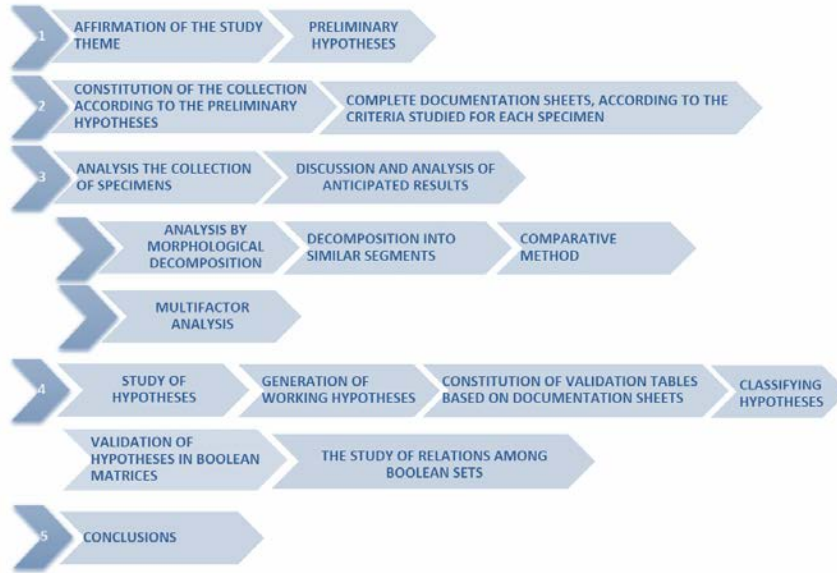 1
AFFIRMATION OF THE STUDY
THEME
PRELIMINARY
HYPOTHESES
2
CONSTITUTION OF THE COLLECTION
ACCORDING TO THE PRELIMINARY
HYPOTHESES
COMPLETE DOCUMENTATION SHEETS, ACCORDING TO THE
CRITERIA STUDIED FOR EACH SPECIMEN
3
ANALYSIS THE COLLECTION
OF SPECIMENS
DISCUSSION AND ANALYSIS OF
ANTICIPATED RESULTS
ANALYSIS BY
MORPHOLOGICAL
DECOMPOSITION
DECOMPOSITION INTO
SIMILAR SEGMENTS
COMPARATIVE
METHOD
MULTIFACTOR
ANALYSIS
4
STUDY OF
HYPOTHESES
GENERATION OF
WORKING HYPOTHESES
CONSTITUTION OF VALIDATION TABLES
BASED ON DOCUMENTATION SHEETS
CLASSIFYING
HYPOTHESES
VALIDATION OF
HYPOTHESES IN BOOLEAN
MATRICES
THE STUDY OF RELATIONS AMONG
BOOLEAN SETS
5
CONCLUSIONS